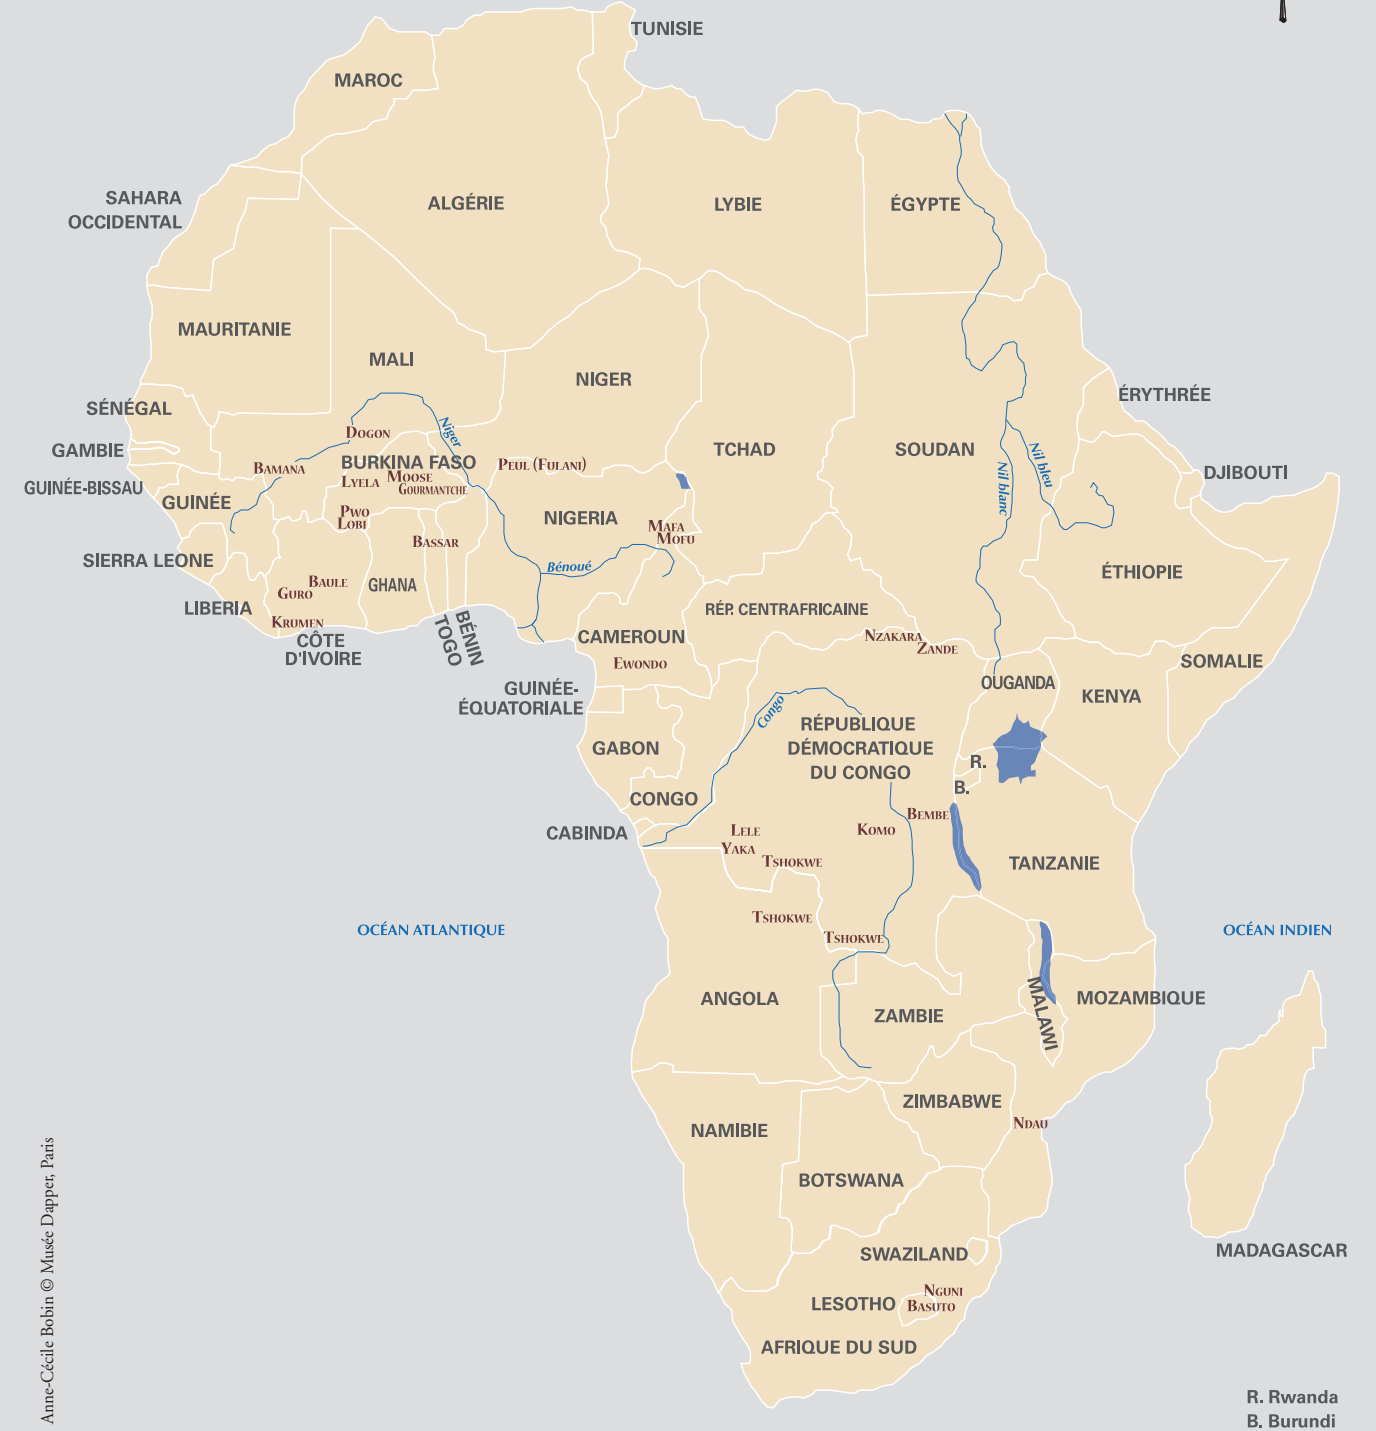 TUNISIE
MAROC
SAHARA
OCCIDENTAL
ALGÉRIE
LYBIE
ÉGYPTE
MAURITANIE
MALI
NIGER
TCHAD
SOUDAN
ÉRYTHRÉE
SÉNÉGAL
GAMBIE
GUINÉE-BISSAU
GUINÉE
SIERRA LEONE
LIBERIA
Dogon
Bamana
Niger
BURKINA FASO
Lyela
Moose
Gourmantche
Peul (Fulani)
Pwo
Lobi
Bassar
NIGERIA
Mafa
Mofu
Bénoué
Nil blanc
Nil bleu
DJIBOUTI
ÉTHIOPIE
Baule
Guro
Krumen
GHANA
CÔTE
D'IVOIRE
TOGO
BÉNIN
RÉP. CENTRAFRICAINE
CAMEROUN
Ewondo
Nzakara
Zande
OUGANDA
KENYA
SOMALIE
GUINÉE-
ÉQUATORIALE
GABON
CONGO
CABINDA
Congo
RÉPUBLIQUE
DÉMOCRATIQUE
DU CONGO
R.
B.
Bembe
Komo
Lele
Yaka
Tshokwe
Tshokwe
Tshokwe
TANZANIE
OCÉAN ATLANTIQUE
OCÉAN INDIEN
ANGOLA
ZAMBIE
MALAWI
MOZAMBIQUE
ZIMBABWE
Ndau
NAMIBIE
BOTSWANA
SWAZILAND
Nguni
LESOTHO
Basuto
AFRIQUE DU SUD
MADAGASCAR
R. Rwanda
B. Burundi
Anne-Cécile Bobin © Musée Dapper, Paris